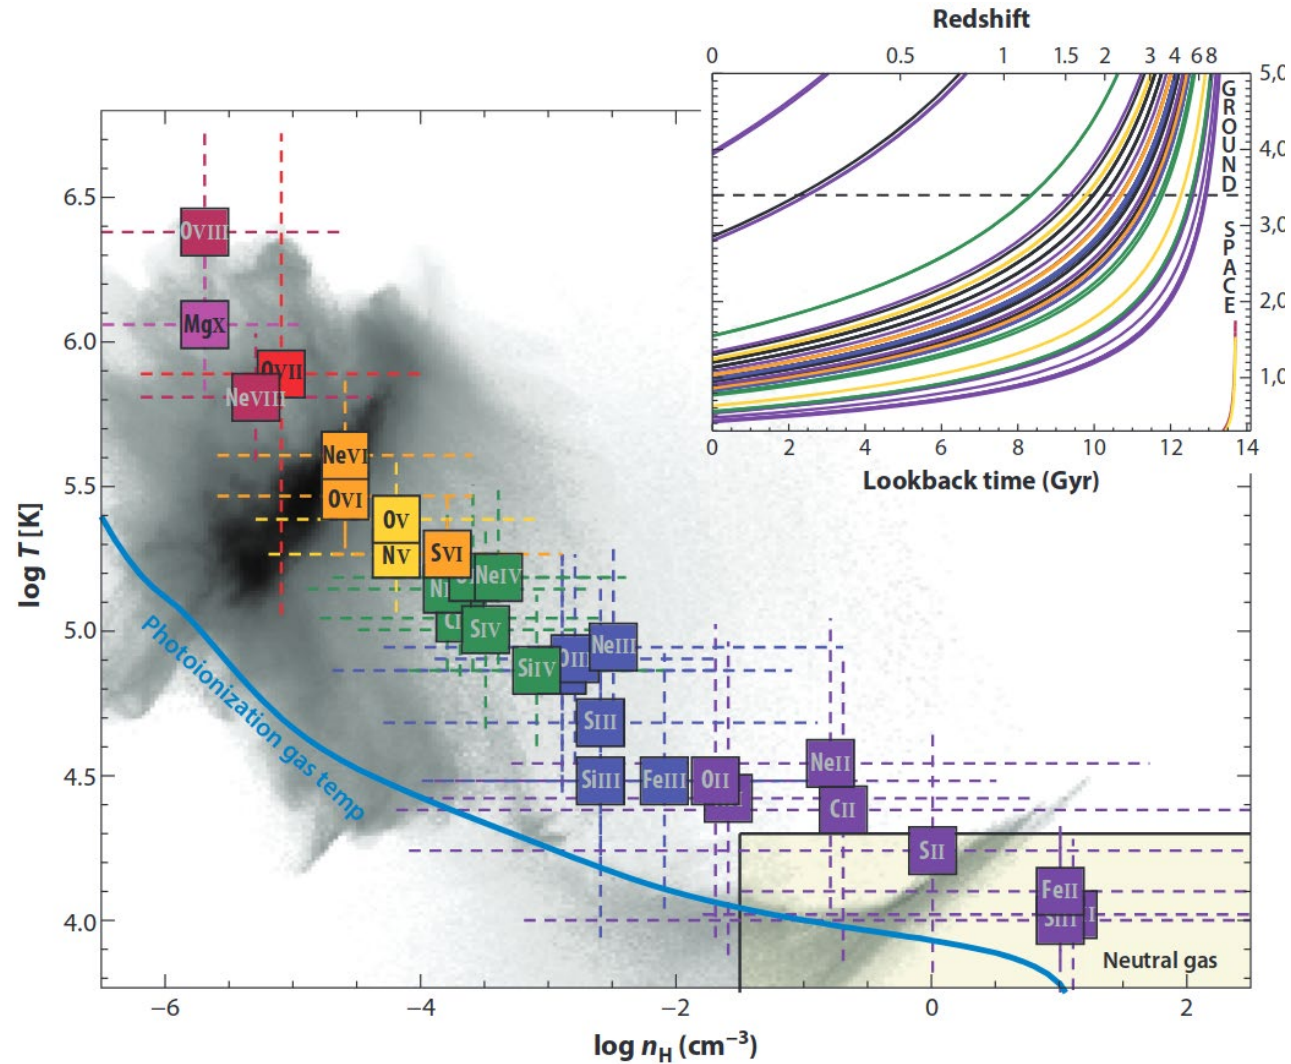 Redshift
0 0.5 1 1.5 2 3 4 6 8
5,0
4,0
3,0
2,0
1,0
GROUND
SPACE
0 2 4 6 8 10 12 14
Lookback time (Gyr)
log T [K]
6.5
6.0
5.5
5.0
4.5
4.0
OVIII
MgX
OVII
NeVIII
NeVI
OVI
OV
NV
SVI
NeIV
SIV
SiIV
OIII
NeIII
SIII
SiIII
FeIII
OII
NeII
CII
SII
FeII
Photoionization gas temp
Neutral gas
−6 −4 −2 0 2
log nH (cm−3)